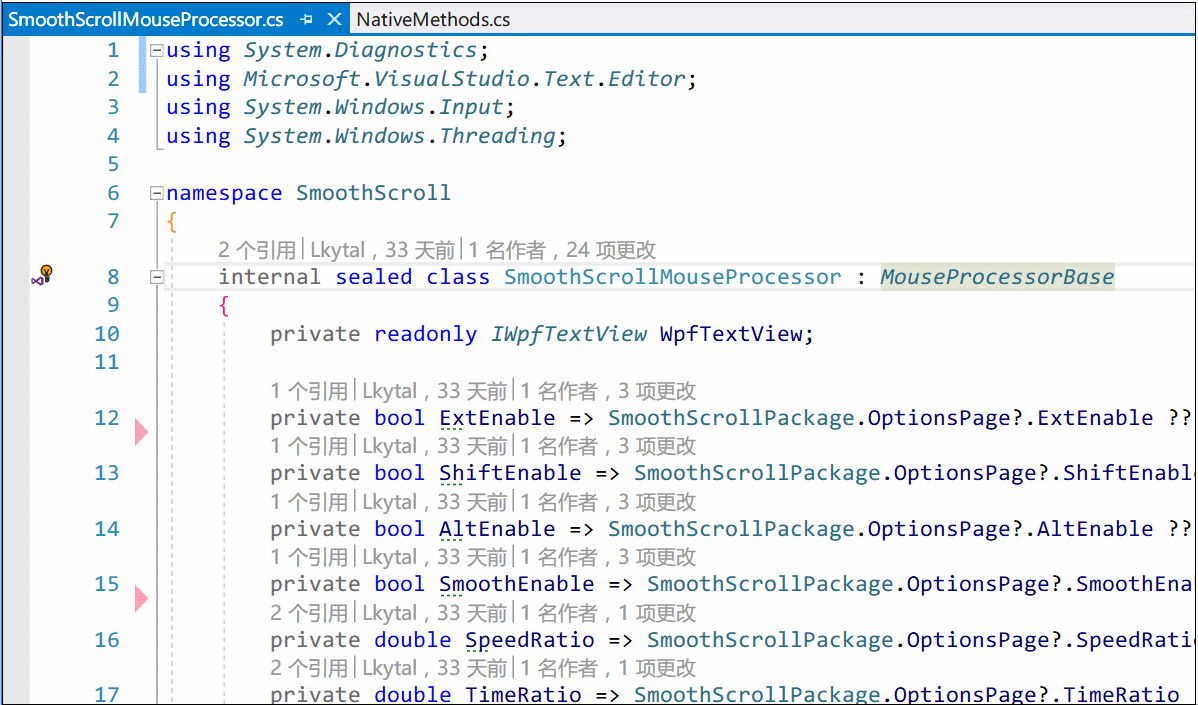 SmoothScrollMouseProcessor.cs NativeMethods.cs
1 using System.Diagnostics;
2 using Microsoft.VisualStudio.Text.Editor;
3 using System.Windows.Input;
4 using System.Windows.Threading;
5
6 namespace SmoothScroll
7 {
2 个引用|Lkytal，33 天前|1 名作者，24 项更改
8 internal sealed class SmoothScrollMouseProcessor : MouseProcessorBase
9 {
10 private readonly IWpfTextView WpfTextView;
11
1 个引用|Lkytal，33 天前|1 名作者，3 项更改
12 private bool ExtEnable => SmoothScrollPackage.OptionsPage?.ExtEnable ??
1 个引用|Lkytal，33 天前|1 名作者，3 项更改
13 private bool ShiftEnable => SmoothScrollPackage.OptionsPage?.ShiftEnabl
1 个引用|Lkytal，33 天前|1 名作者，3 项更改
14 private bool AltEnable => SmoothScrollPackage.OptionsPage?.AltEnable ??
1 个引用|Lkytal，33 天前|1 名作者，3 项更改
15 private bool SmoothEnable => SmoothScrollPackage.OptionsPage?.SmoothEna
2 个引用|Lkytal，33 天前|1 名作者，1 项更改
16 private double SpeedRatio => SmoothScrollPackage.OptionsPage?.SpeedRati
2 个引用|Lkytal，33 天前|1 名作者，1 项更改
17 private double TimeRatio => SmoothScrollPackage.OptionsPage?.TimeRatio